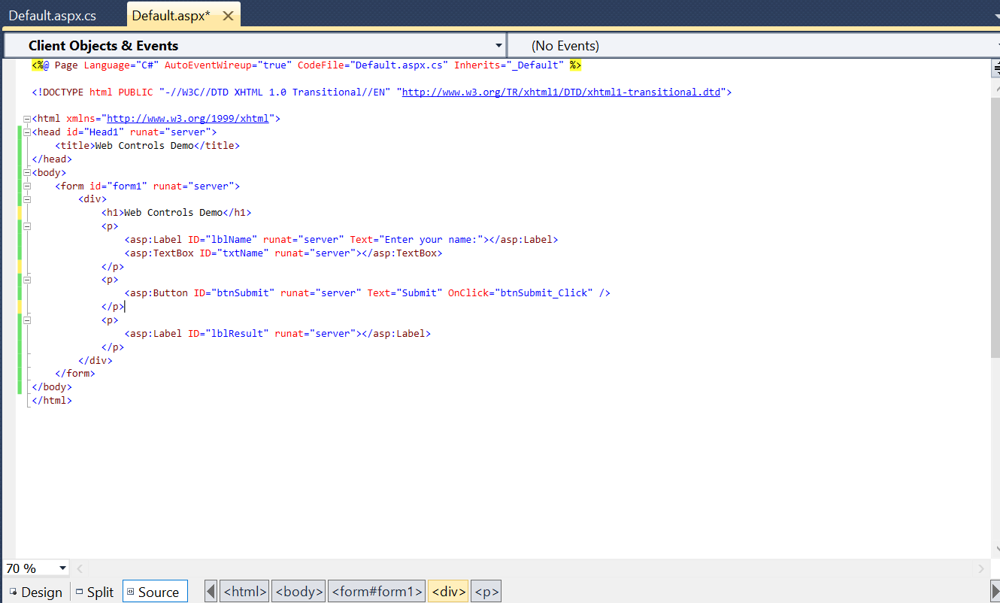 Default.aspx.cs Default.aspx*
Client Objects & Events (No Events)
<%@ Page Language="C#" AutoEventWireup="true" CodeFile="Default.aspx.cs" Inherits="_Default" %>
<!DOCTYPE html PUBLIC "-//W3C//DTD XHTML 1.0 Transitional//EN" "http://www.w3.org/TR/xhtml1/DTD/xhtml1-transitional.dtd">
<html xmlns="http://www.w3.org/1999/xhtml">
<head id="Head1" runat="server">
    <title>Web Controls Demo</title>
</head>
<body>
    <form id="form1" runat="server">
        <div>
            <h1>Web Controls Demo</h1>
            <p>
                <asp:Label ID="lblName" runat="server" Text="Enter your name:"></asp:Label>
                <asp:TextBox ID="txtName" runat="server"></asp:TextBox>
            </p>
            <p>
                <asp:Button ID="btnSubmit" runat="server" Text="Submit" OnClick="btnSubmit_Click" />
            </p>
            <p>
                <asp:Label ID="lblResult" runat="server"></asp:Label>
            </p>
        </div>
    </form>
</body>
</html>
70 %
Design Split Source <html> <body> <form#form1> <div> <p>